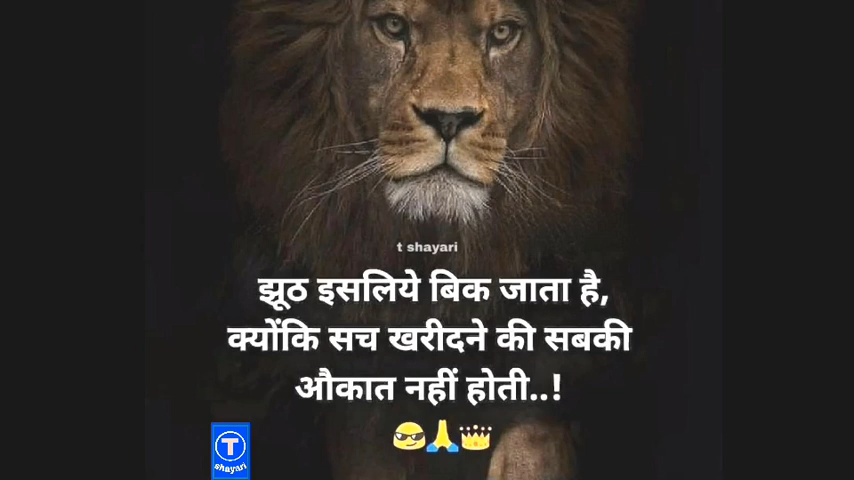 t shayari
झूठ इसलिये बिक जाता है,
क्योंकि सच खरीदने की सबकी
औकात नहीं होती..!
😎🙏👑
T
shayari